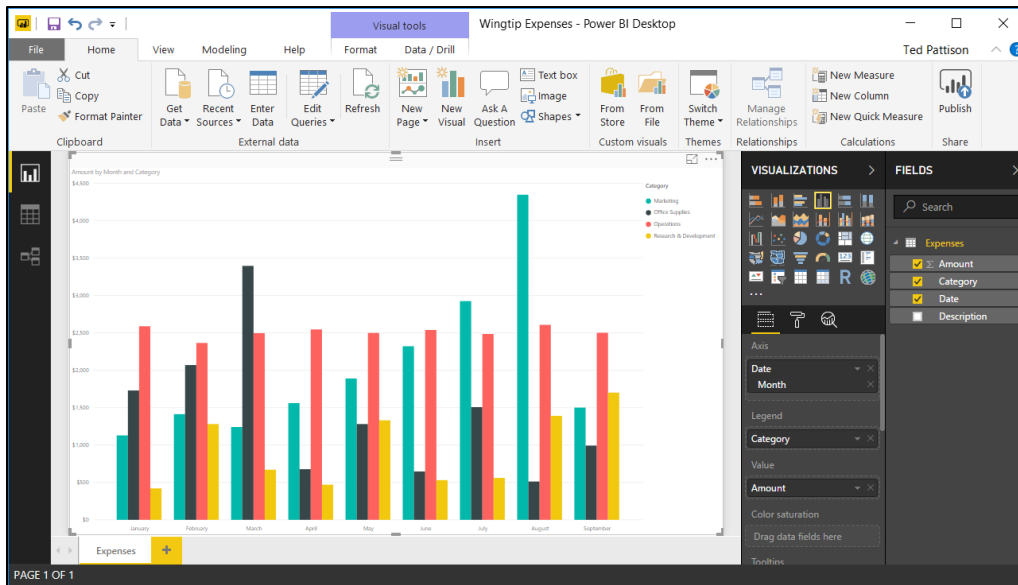 Visual tools
Wingtip Expenses - Power BI Desktop
File
Home
View
Modeling
Help
Format
Data / Drill
Ted Pattison
Paste
Cut
Copy
Format Painter
Clipboard
Get Data
Recent Sources
Enter Data
Edit Queries
External data
Refresh
New Page
New Visual
Ask A Question
Text box
Image
Shapes
Insert
From Store
From File
Custom visuals
Switch Theme
Themes
Manage Relationships
Relationships
New Measure
New Column
New Quick Measure
Calculations
Publish
Share
Amount by Month and Category
$4,500
$4,000
$3,500
$3,000
$2,500
$2,000
$1,500
$1,000
$500
$0
January
February
March
April
May
June
July
August
September
Category
Marketing
Office Supplies
Operations
Research & Development
VISUALIZATIONS
123
R
Axis
Date
Month
Legend
Category
Value
Amount
Color saturation
Drag data fields here
Tooltips
FIELDS
Search
Expenses
Σ Amount
Category
Date
Description
Expenses
PAGE 1 OF 1